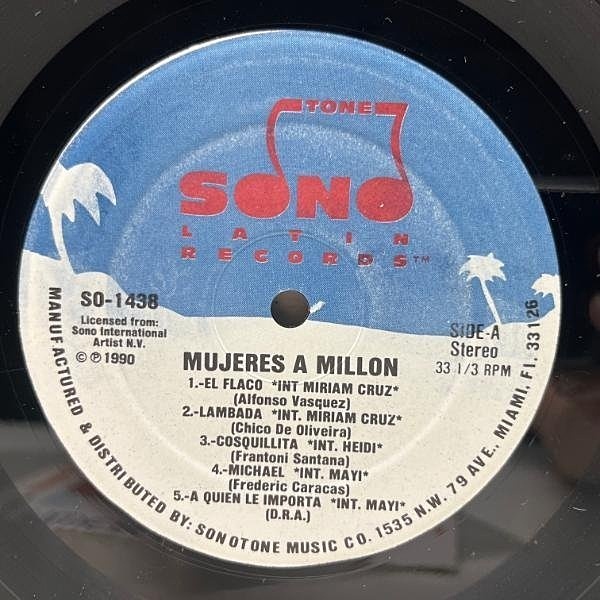 TONE
SONO
LATIN
RECORDS™
SO-1438
Licensed from:
Sono International
Artist N.V.
© ℗ 1990
SIDE-A
Stereo
33 1/3 RPM
MUJERES A MILLON
1.-EL FLACO *INT MIRIAM CRUZ*
(Alfonso Vasquez)
2.-LAMBADA *INT. MIRIAM CRUZ*
(Chico De Oliveira)
3.-COSQUILLITA *INT. HEIDI*
(Frantoni Santana)
4.-MICHAEL *INT. MAYI*
(Frederic Caracas)
5.-A QUIEN LE IMPORTA *INT. MAYI*
(D.R.A.)
MANUFACTURED & DISTRIBUTED BY: SONOTONE MUSIC CO. 1535 N.W. 79 AVE., MIAMI, Fl. 33126